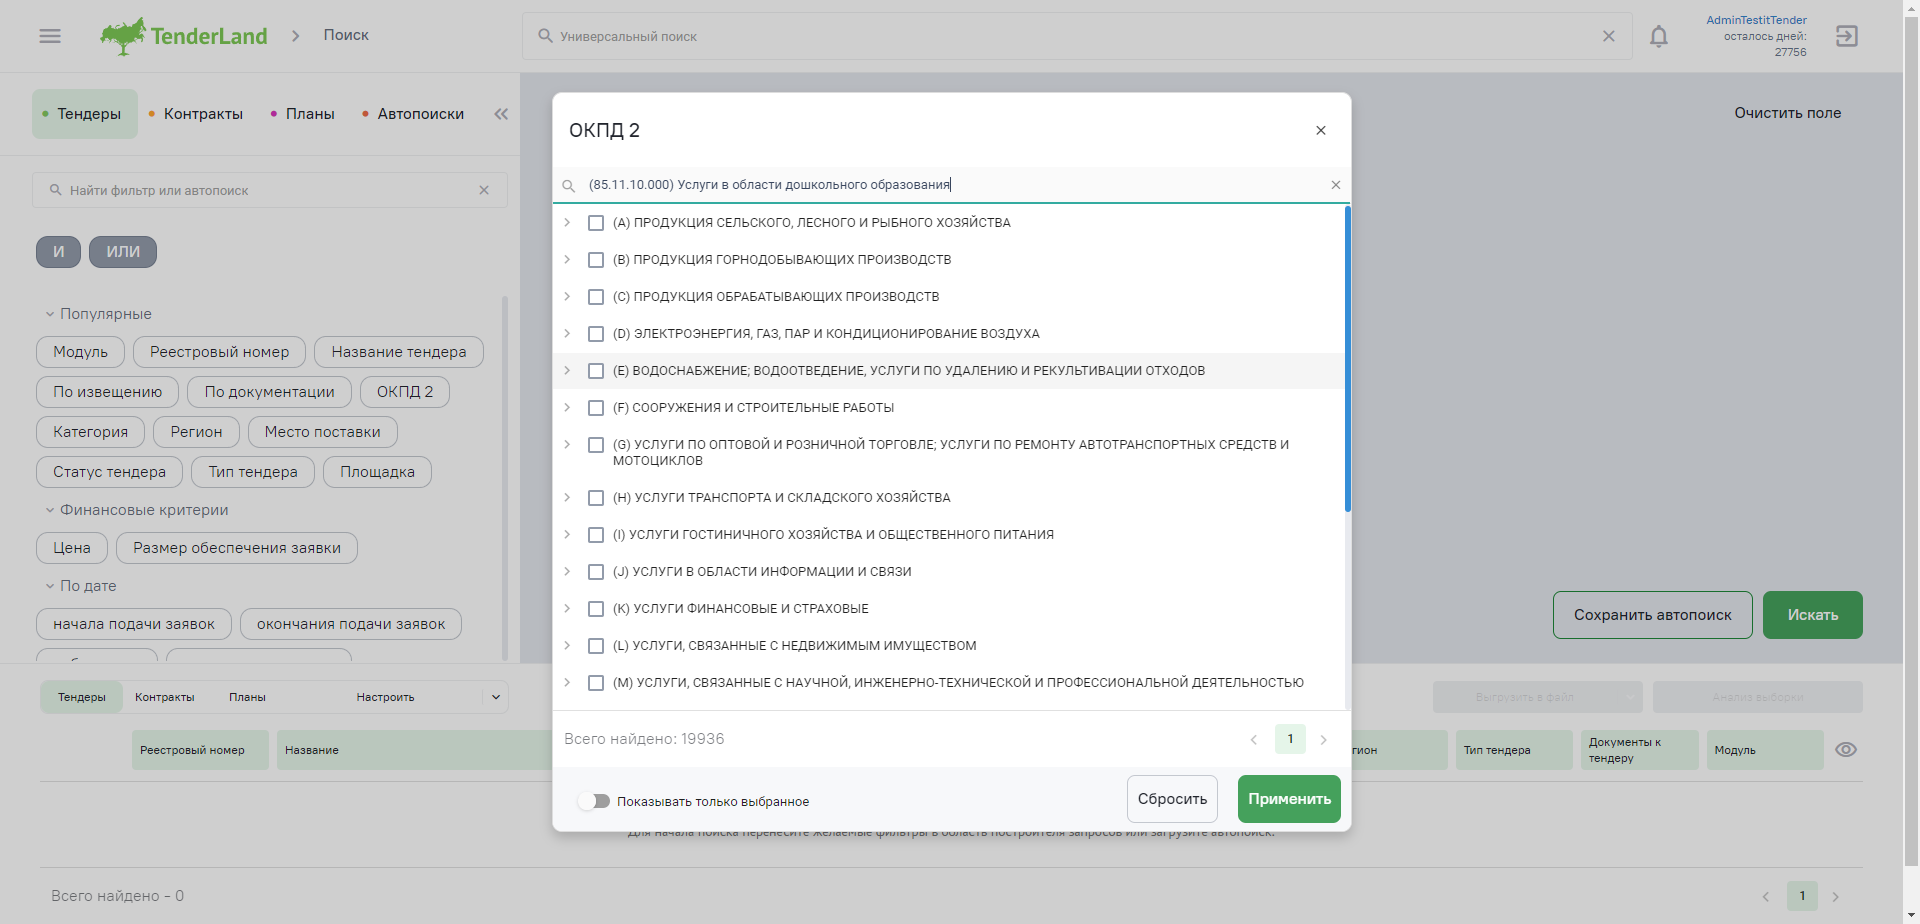 TenderLand
Поиск
Универсальный поиск
AdminTestitTender
осталось дней:
27756
Тендеры
Контракты
Планы
Автопоиски
Найти фильтр или автопоиск
И
ИЛИ
Популярные
Модуль
Реестровый номер
Название тендера
По извещению
По документации
ОКПД 2
Категория
Регион
Место поставки
Статус тендера
Тип тендера
Площадка
Финансовые критерии
Цена
Размер обеспечения заявки
По дате
начала подачи заявок
окончания подачи заявок
Очистить поле
Сохранить автопоиск
Искать
ОКПД 2
(85.11.10.000) Услуги в области дошкольного образования
(A) ПРОДУКЦИЯ СЕЛЬСКОГО, ЛЕСНОГО И РЫБНОГО ХОЗЯЙСТВА
(B) ПРОДУКЦИЯ ГОРНОДОБЫВАЮЩИХ ПРОИЗВОДСТВ
(C) ПРОДУКЦИЯ ОБРАБАТЫВАЮЩИХ ПРОИЗВОДСТВ
(D) ЭЛЕКТРОЭНЕРГИЯ, ГАЗ, ПАР И КОНДИЦИОНИРОВАНИЕ ВОЗДУХА
(E) ВОДОСНАБЖЕНИЕ; ВОДООТВЕДЕНИЕ, УСЛУГИ ПО УДАЛЕНИЮ И РЕКУЛЬТИВАЦИИ ОТХОДОВ
(F) СООРУЖЕНИЯ И СТРОИТЕЛЬНЫЕ РАБОТЫ
(G) УСЛУГИ ПО ОПТОВОЙ И РОЗНИЧНОЙ ТОРГОВЛЕ; УСЛУГИ ПО РЕМОНТУ АВТОТРАНСПОРТНЫХ СРЕДСТВ И
МОТОЦИКЛОВ
(H) УСЛУГИ ТРАНСПОРТА И СКЛАДСКОГО ХОЗЯЙСТВА
(I) УСЛУГИ ГОСТИНИЧНОГО ХОЗЯЙСТВА И ОБЩЕСТВЕННОГО ПИТАНИЯ
(J) УСЛУГИ В ОБЛАСТИ ИНФОРМАЦИИ И СВЯЗИ
(K) УСЛУГИ ФИНАНСОВЫЕ И СТРАХОВЫЕ
(L) УСЛУГИ, СВЯЗАННЫЕ С НЕДВИЖИМЫМ ИМУЩЕСТВОМ
(M) УСЛУГИ, СВЯЗАННЫЕ С НАУЧНОЙ, ИНЖЕНЕРНО-ТЕХНИЧЕСКОЙ И ПРОФЕССИОНАЛЬНОЙ ДЕЯТЕЛЬНОСТЬЮ
Всего найдено: 19936
1
Показывать только выбранное
Сбросить
Применить
Тендеры
Контракты
Планы
Настроить
Выгрузить в файл
Анализ выборки
Реестровый номер
Название
гион
Тип тендера
Документы к
тендеру
Модуль
Для начала поиска перенесите желаемые фильтры в область построителя запросов или загрузите автопоиск.
Всего найдено - 0
1